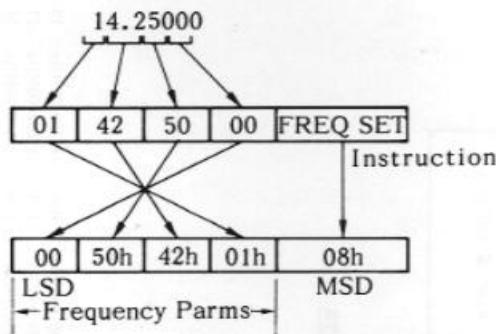 14.25000
01 42 50 00 FREQ SET
Instruction
00 50h 42h 01h 08h
LSD MSD
Frequency Parms